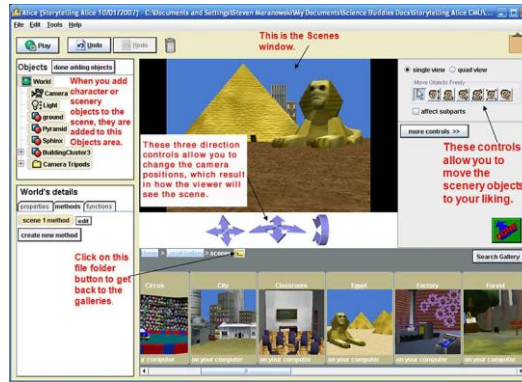 Alice (Storytelling Alice 10/01/2007) - C:\Documents and Settings\Steven Maranowski\My Documents\Science Buddies Docs\Storytelling Alice CMU\
File Edit Tools Help
Play
Undo
Redo
This is the Scenes
window.
Objects
done adding objects
World
Camera
Light
ground
Pyramid
Sphinx
BuildingCluster3
Camera Tripods
When you add
character or
scenery
objects to the
scene, they are
added to this
Objects area.
single view
quad view
Move Objects Freely
affect subparts
more controls >>
These controls
allow you to
move the
scenery objects
to your liking.
These three direction
controls allow you to
change the camera
positions, which result
in how the viewer will
see the scene.
World's details
properties
methods
functions
scene 1 method
edit
create new method
Click on this
file folder
button to get
back to the
galleries.
> Local Gallery > scenes
Search Gallery
Circus
City
Classroom
Egypt
Factory
Forest
your computer
on your computer
on your computer
on your computer
on your computer
on your compu